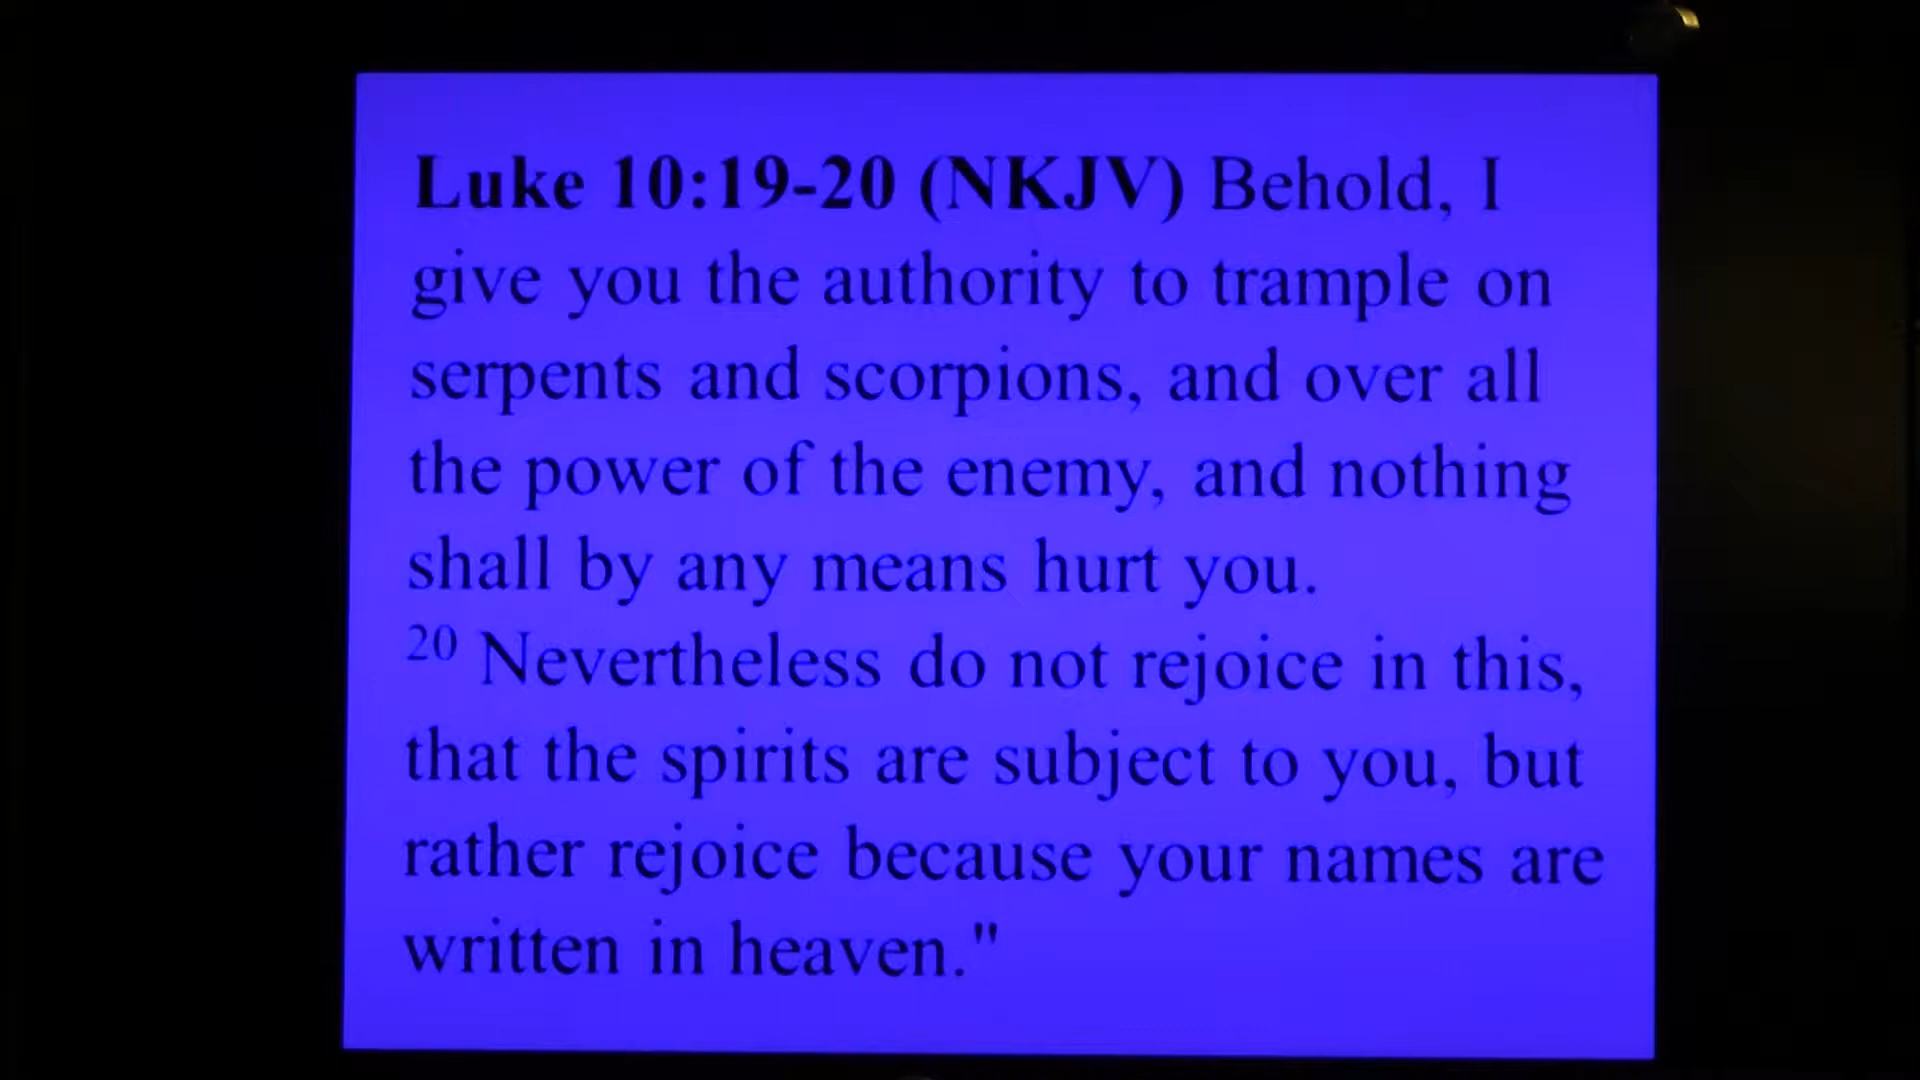 Luke 10:19-20 (NKJV) Behold, I
give you the authority to trample on
serpents and scorpions, and over all
the power of the enemy, and nothing
shall by any means hurt you.
20 Nevertheless do not rejoice in this,
that the spirits are subject to you, but
rather rejoice because your names are
written in heaven."